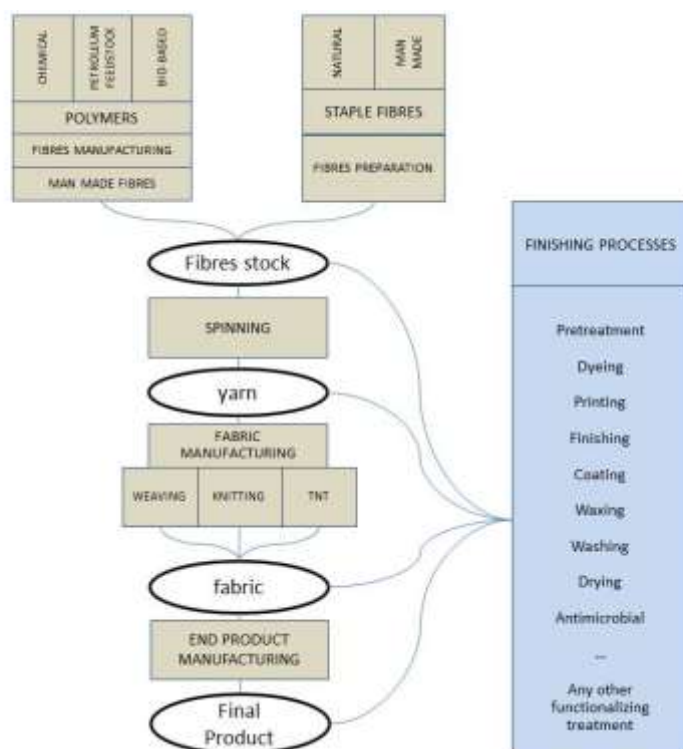 CHEMICAL
PETROLLUM
FEEDSTOCK
BIO-BASED
POLYMERS
FIBRES MANUFACTURING
MAN MADE FIBRES
NATURAL
MAN
MADE
STAPLE FIBRES
FIBRES PREPARATION
Fibres stock
SPINNING
yarn
FABRIC
MANUFACTURING
WEAVING
KNITTING
TNT
fabric
END PRODUCT
MANUFACTURING
Final
Product
FINISHING PROCESSES
Pretreatment
Dyeing
Printing
Finishing
Coating
Waxing
Washing
Drying
Antimicrobial
...
Any other
functionalizing
treatment